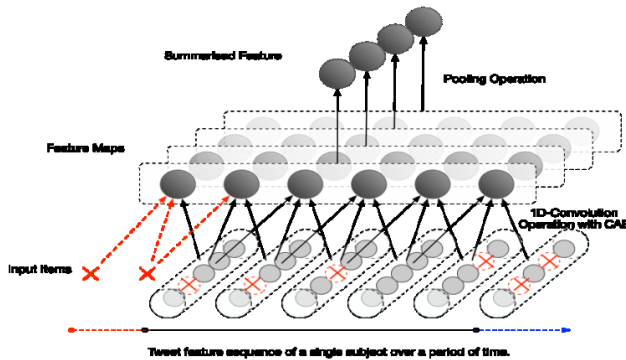 Summarised Feature
Pooling Operation
Feature Maps
1D-Convolution
Operation with CAE
Input Items
Tweet feature sequence of a single subject over a period of time.